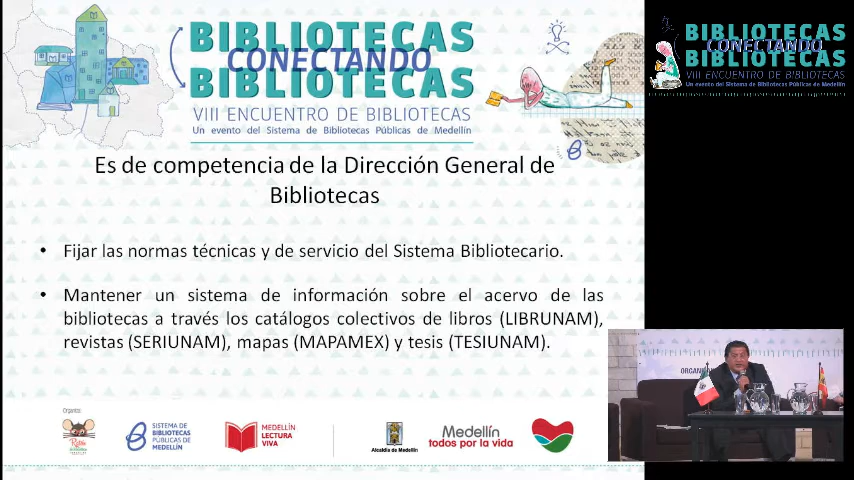 BIBLIOTECAS
CONECTANDO
BIBLIOTECAS
VIII ENCUENTRO DE BIBLIOTECAS
Un evento del Sistema de Bibliotecas Públicas de Medellín
Es de competencia de la Dirección General de
Bibliotecas
• Fijar las normas técnicas y de servicio del Sistema Bibliotecario.
• Mantener un sistema de información sobre el acervo de las
bibliotecas a través los catálogos colectivos de libros (LIBRUNAM),
revistas (SERIUNAM), mapas (MAPAMEX) y tesis (TESIUNAM).
Organiza:
SISTEMA DE
BIBLIOTECAS
PÚBLICAS DE
MEDELLÍN
MEDELLÍN
LECTURA
VIVA
Alcaldía de Medellín
Medellín
todos por la vida
BIBLIOTECAS
CONECTANDO
BIBLIOTECAS
VIII ENCUENTRO DE BIBLIOTECAS
Un evento del Sistema de Bibliotecas Públicas de Medellín